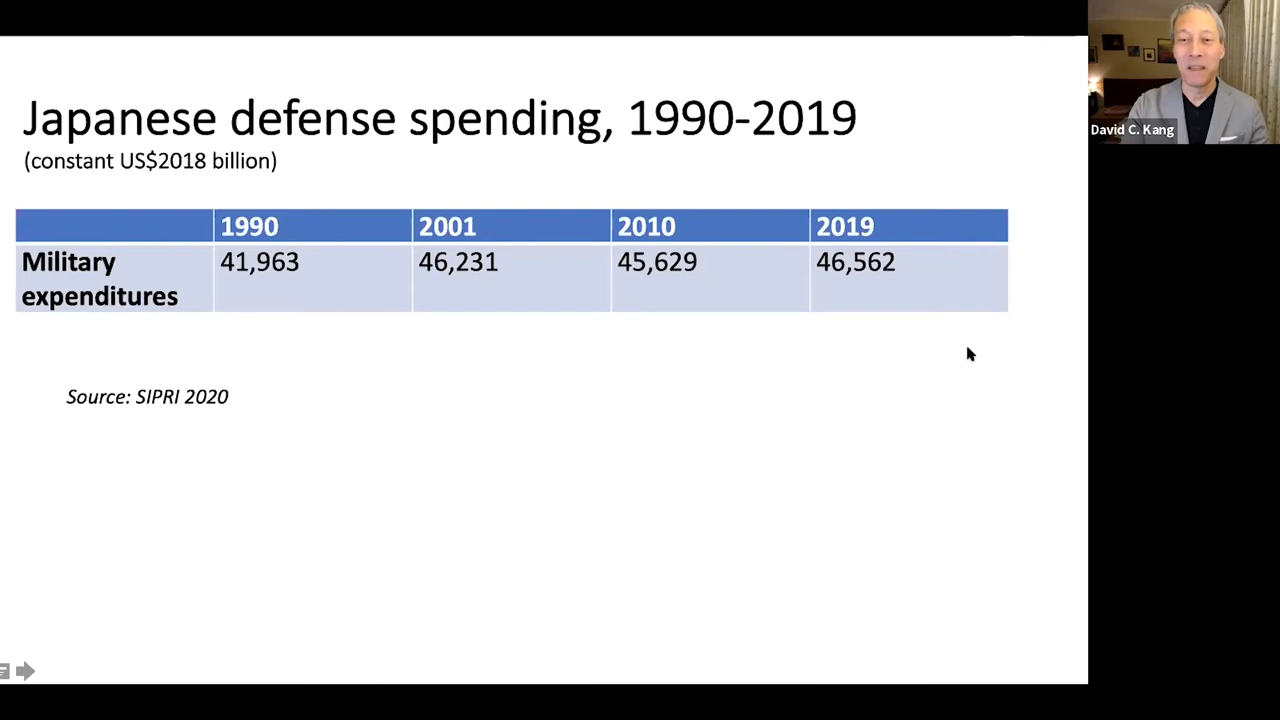 Japanese defense spending, 1990-2019
(constant US$2018 billion)
1990 2001 2010 2019
Military expenditures 41,963 46,231 45,629 46,562
Source: SIPRI 2020
David C. Kang